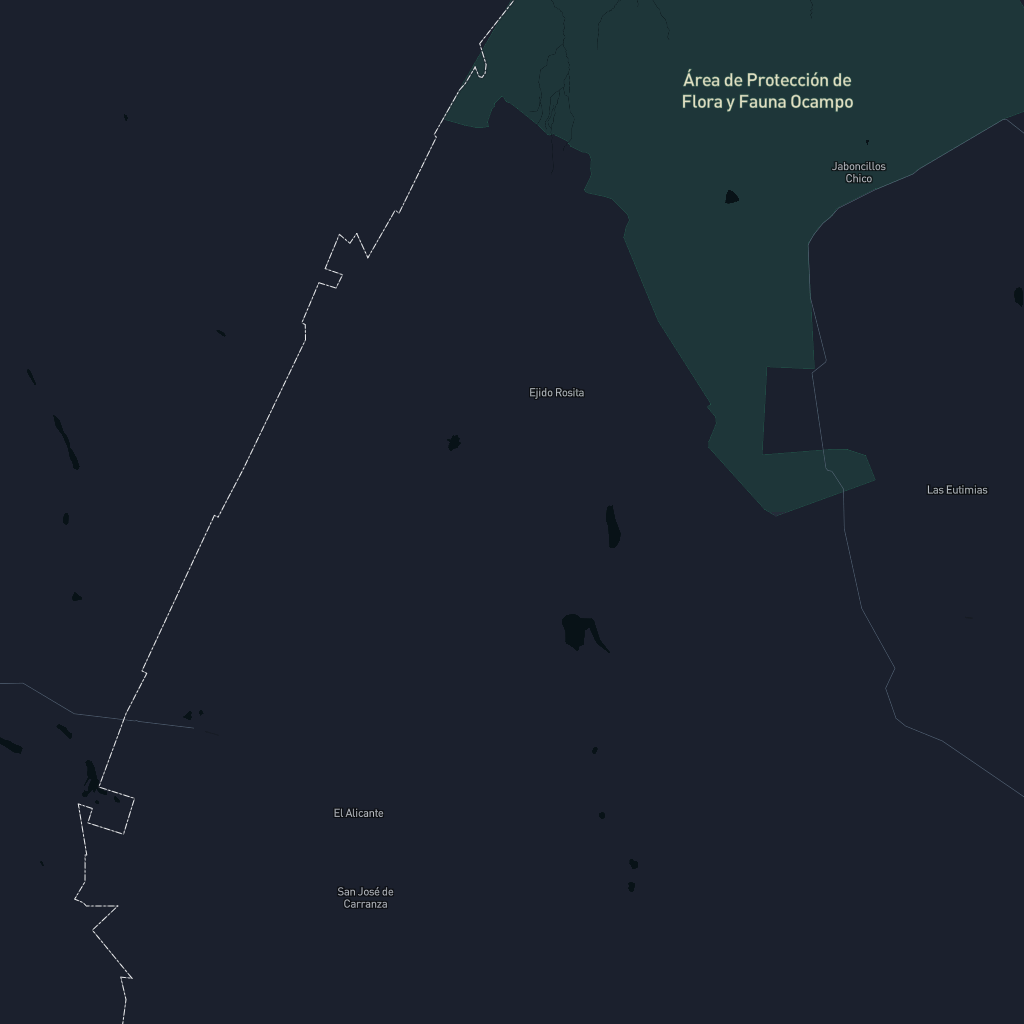 Área de Protección de
Flora y Fauna Ocampo
Jaboncillos
Chico
Ejido Rosita
Las Eutimias
El Alicante
San José de
Carranza